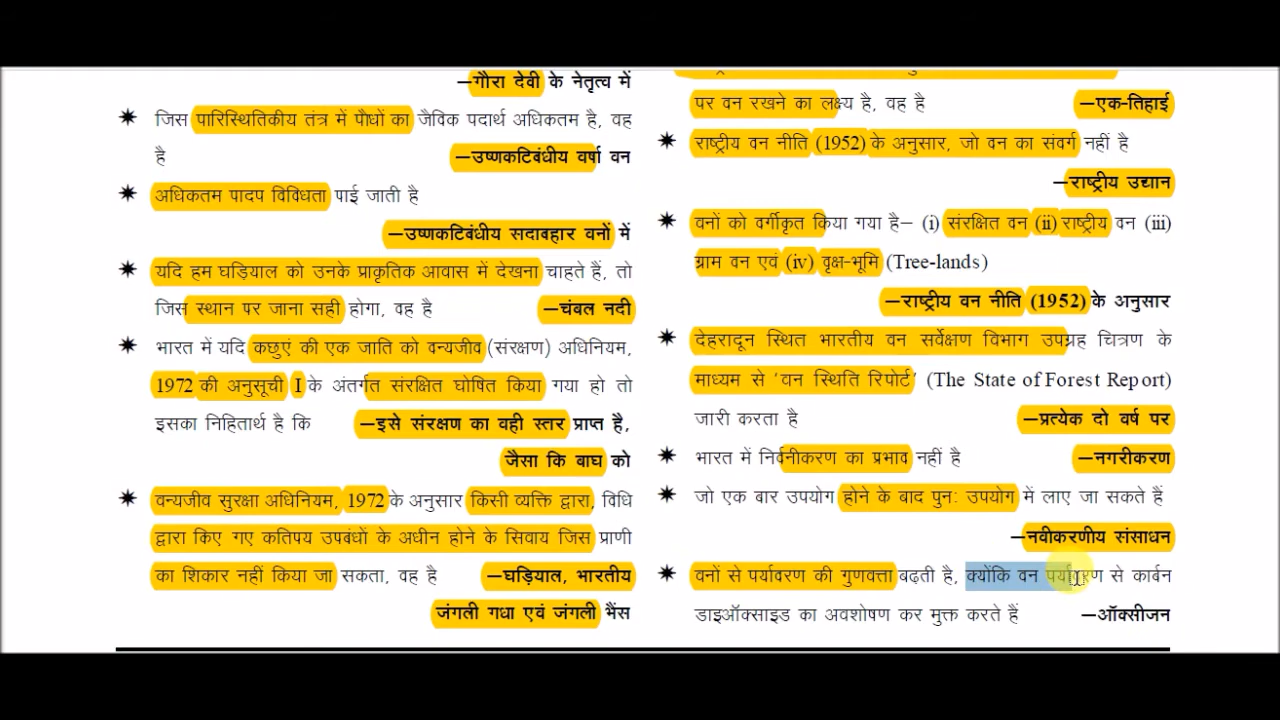 –गौरा देवी के नेतृत्व में
✷ जिस पारिस्थितिकीय तंत्र में पौधों का जैविक पदार्थ अधिकतम है, वह
है –उष्णकटिबंधीय वर्षा वन
✷ अधिकतम पादप विविधता पाई जाती है
–उष्णकटिबंधीय सदाबहार वनों में
✷ यदि हम घड़ियाल को उनके प्राकृतिक आवास में देखना चाहते हैं, तो
जिस स्थान पर जाना सही होगा, वह है –चंबल नदी
✷ भारत में यदि कछुएं की एक जाति को वन्यजीव (संरक्षण) अधिनियम,
1972 की अनुसूची I के अंतर्गत संरक्षित घोषित किया गया हो तो
इसका निहितार्थ है कि –इसे संरक्षण का वही स्तर प्राप्त है,
जैसा कि बाघ को
✷ वन्यजीव सुरक्षा अधिनियम, 1972 के अनुसार किसी व्यक्ति द्वारा, विधि
द्वारा किए गए कतिपय उपबंधों के अधीन होने के सिवाय जिस प्राणी
का शिकार नहीं किया जा सकता, वह है –घड़ियाल, भारतीय
जंगली गधा एवं जंगली भैंस
पर वन रखने का लक्ष्य है, वह है –एक-तिहाई
✷ राष्ट्रीय वन नीति (1952) के अनुसार, जो वन का संवर्ग नहीं है
–राष्ट्रीय उद्यान
✷ वनों को वर्गीकृत किया गया है– (i) संरक्षित वन (ii) राष्ट्रीय वन (iii)
ग्राम वन एवं (iv) वृक्ष-भूमि (Tree-lands)
–राष्ट्रीय वन नीति (1952) के अनुसार
✷ देहरादून स्थित भारतीय वन सर्वेक्षण विभाग उपग्रह चित्रण के
माध्यम से 'वन स्थिति रिपोर्ट' (The State of Forest Report)
जारी करता है –प्रत्येक दो वर्ष पर
✷ भारत में निर्वनीकरण का प्रभाव नहीं है –नगरीकरण
✷ जो एक बार उपयोग होने के बाद पुन: उपयोग में लाए जा सकते हैं
–नवीकरणीय संसाधन
✷ वनों से पर्यावरण की गुणवत्ता बढ़ती है, क्योंकि वन पर्यावरण से कार्बन
डाइऑक्साइड का अवशोषण कर मुक्त करते हैं –ऑक्सीजन